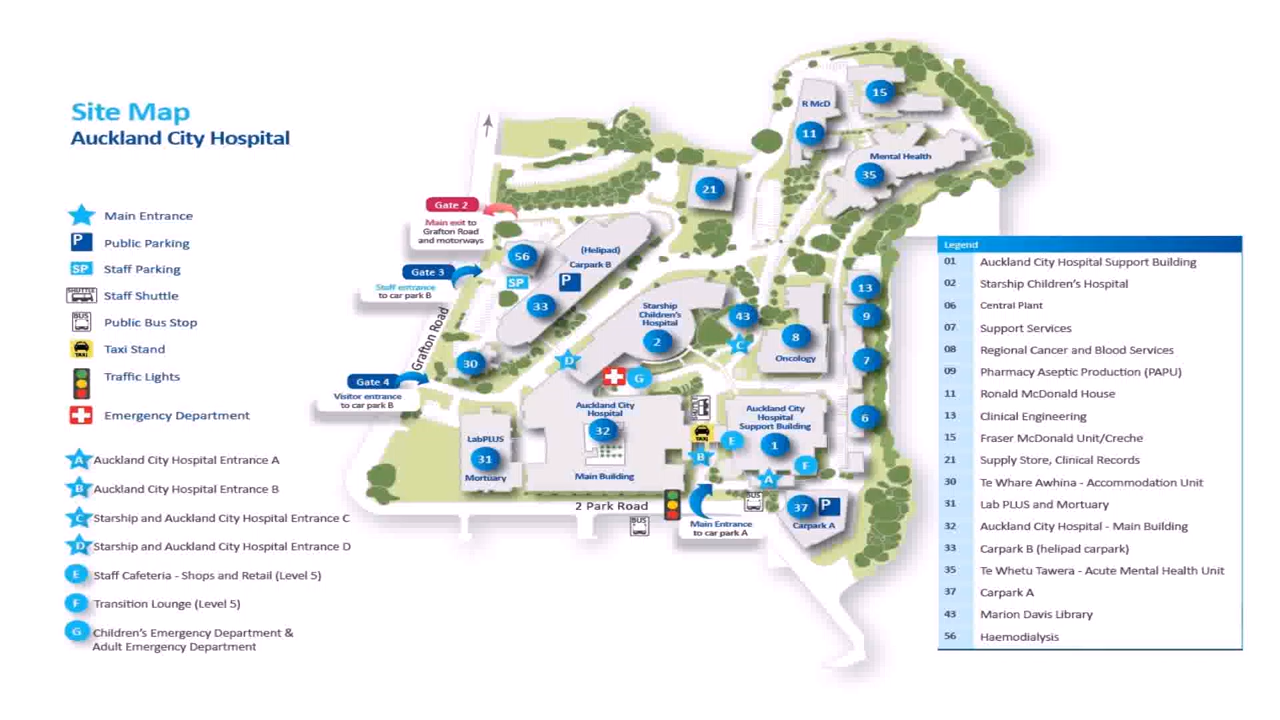 Site Map
Auckland City Hospital
Main Entrance
P Public Parking
SP Staff Parking
SHUTTLE Staff Shuttle
BUS Public Bus Stop
TAXI Taxi Stand
Traffic Lights
Emergency Department
A Auckland City Hospital Entrance A
B Auckland City Hospital Entrance B
C Starship and Auckland City Hospital Entrance C
D Starship and Auckland City Hospital Entrance D
E Staff Cafeteria - Shops and Retail (Level 5)
F Transition Lounge (Level 5)
G Children's Emergency Department &
Adult Emergency Department
15
R McD
11
Mental Health
35
21
Gate 2
Main exit to
Grafton Road
and motorways
56
(Helipad)
Carpark B
P
SP
33
Gate 3
Staff entrance
to car park B
Grafton Road
30
Gate 4
Visitor entrance
to car park B
Starship
Children's
Hospital
2
43
C
D
G
8
Oncology
13
9
7
6
Auckland City
Hospital
32
Main Building
LabPLUS
31
Mortuary
SHUTTLE
TAXI
B
Auckland City
Hospital
Support Building
E
1
F
A
2 Park Road
BUS
Main Entrance
to car park A
BUS
37
P
Carpark A
Legend
01 Auckland City Hospital Support Building
02 Starship Children's Hospital
06 Central Plant
07 Support Services
08 Regional Cancer and Blood Services
09 Pharmacy Aseptic Production (PAPU)
11 Ronald McDonald House
13 Clinical Engineering
15 Fraser McDonald Unit/Creche
21 Supply Store, Clinical Records
30 Te Whare Awhina - Accommodation Unit
31 Lab PLUS and Mortuary
32 Auckland City Hospital - Main Building
33 Carpark B (helipad carpark)
35 Te Whetu Tawera - Acute Mental Health Unit
37 Carpark A
43 Marion Davis Library
56 Haemodialysis